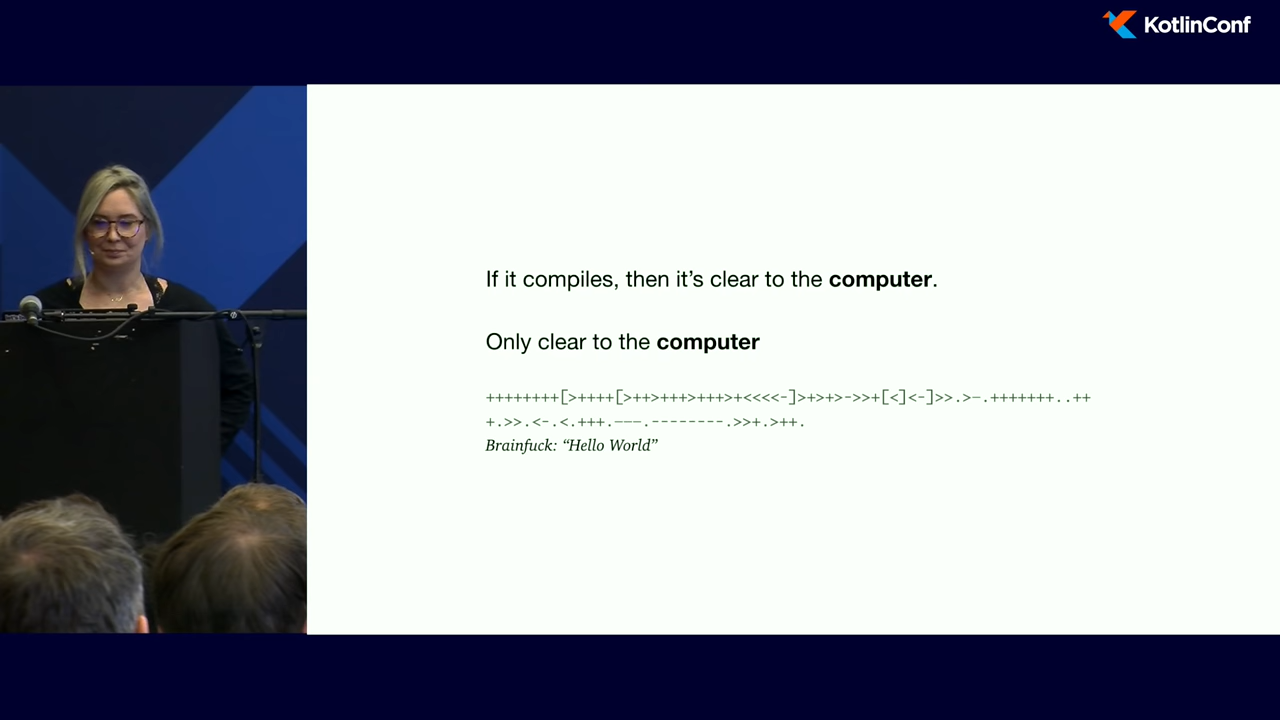 KotlinConf
If it compiles, then it’s clear to the computer.
Only clear to the computer
++++++++[>++++[>++>+++>+++>+<<<<-]>+>+>->>+[<]<-]>>.>—.+++++++..++
+.>>.<-.<.+++.———.--------.>>+.>++.
Brainfuck: “Hello World”